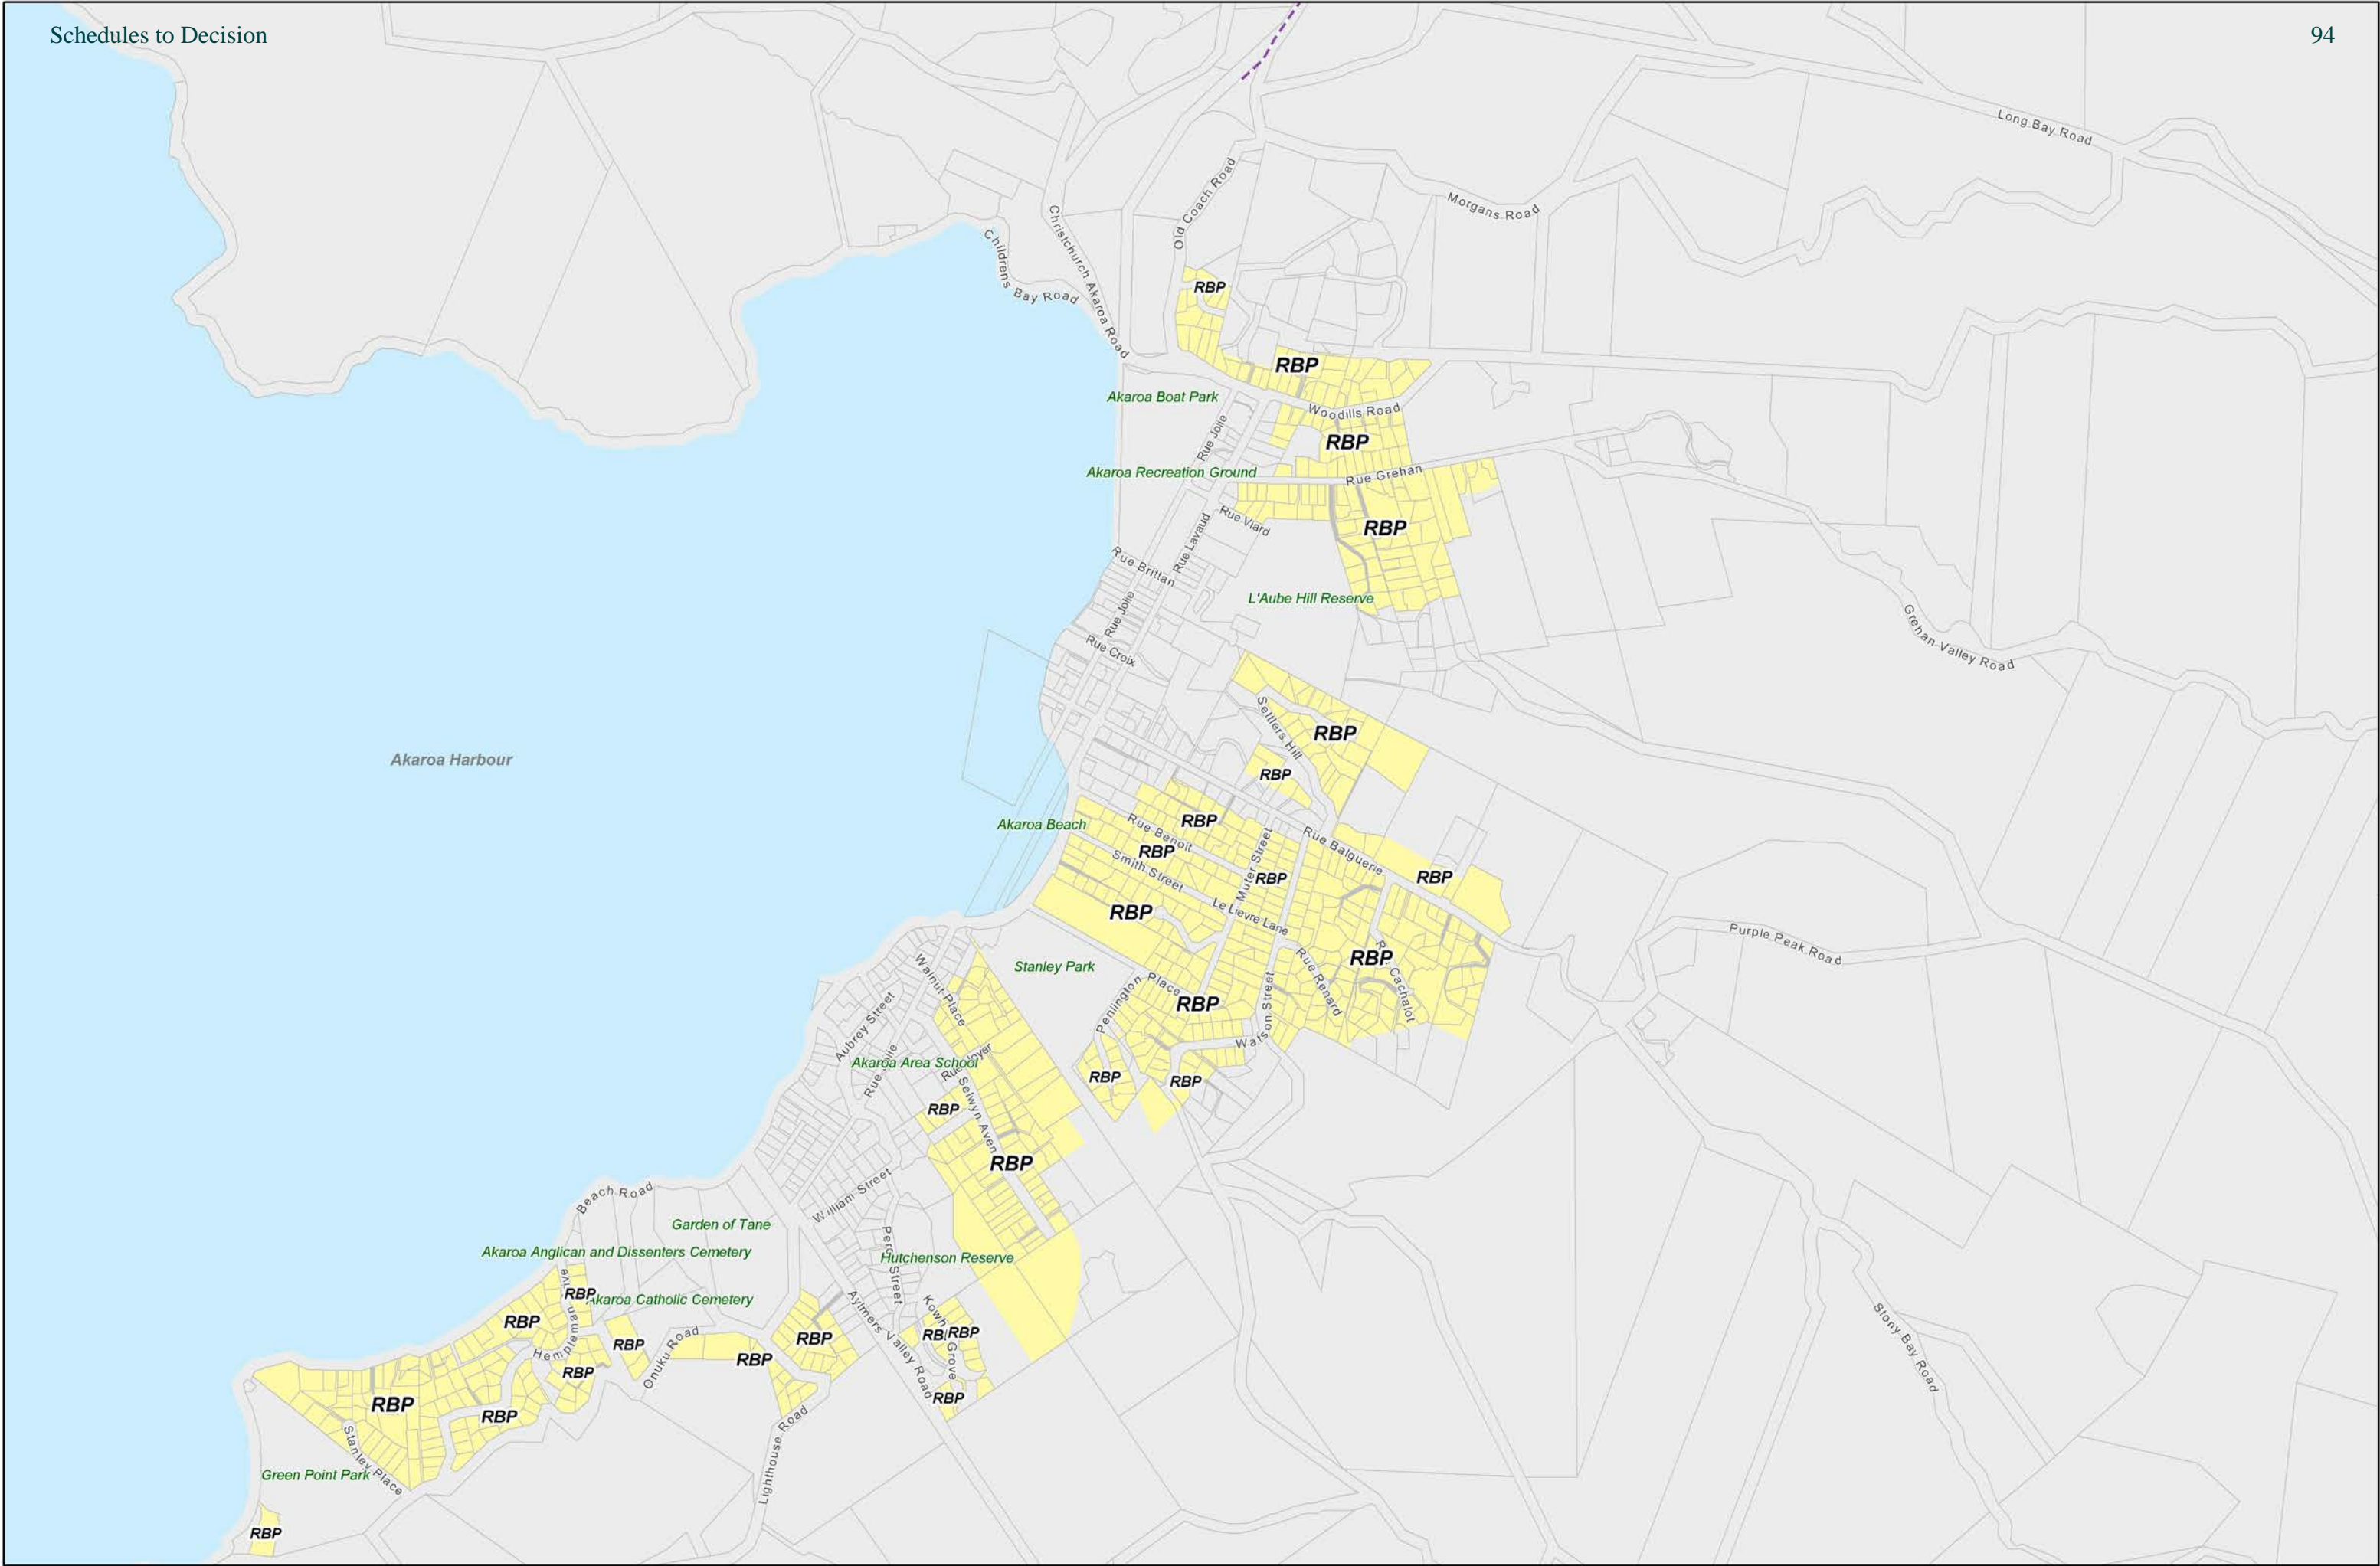 Schedules to Decision
94
Long Bay Road
Old Coach Road
Morgans Road
Christchurch Akaroa Road
Childrens Bay Road
RBP
RBP
Akaroa Boat Park
Woodills Road
Rue Jolie
RBP
Akaroa Recreation Ground
Rue Grehan
Rue Viard
RBP
Rue Lavaud
Rue Brittan
L'Aube Hill Reserve
Rue Jolie
Grehan Valley Road
Rue Croix
Settlers Hill
RBP
Akaroa Harbour
RBP
Akaroa Beach
RBP
Rue Benoit
Rue Balguerie
RBP
Smith Street
Muter Street
RBP
RBP
Le Lievre Lane
RBP
Purple Peak Road
RBP
Walnut Place
Stanley Park
Rue Renard
Cachalot
Penlington Place
RBP
Aubrey Street
Watson Street
Akaroa Area School
Rue
RBP
RBP
RBP
Selwyn Aven
RBP
Beach Road
William Street
Garden of Tane
Akaroa Anglican and Dissenters Cemetery
Street
Hutchenson Reserve
RBP
Akaroa Catholic Cemetery
RBP
Hempleman
Aylmers Valley Road
Grove
RBP
RBP
RBP
RBP
RBP
Onuku Road
RBP
Stony Bay Road
RBP
RBP
RBP
Lighthouse Road
Stanley Place
Green Point Park
RBP